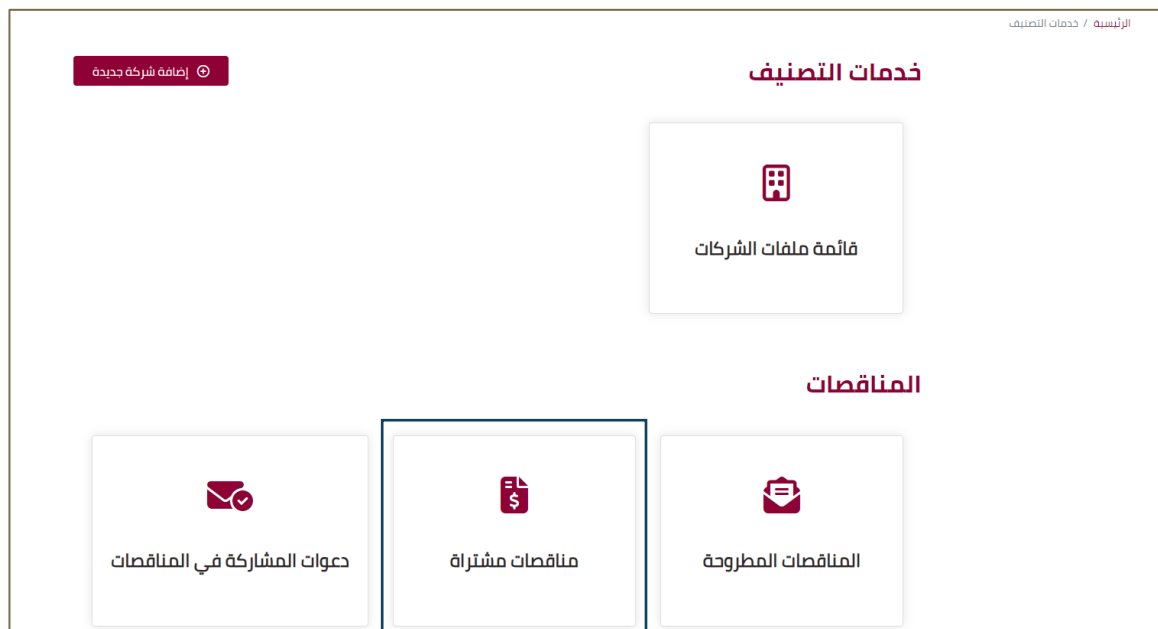 الرئيسية / خدمات التصنيف
خدمات التصنيف
إضافة شركة جديدة
قائمة ملفات الشركات
المناقصات
المناقصات المطروحة
مناقصات مشتراة
دعوات المشاركة في المناقصات